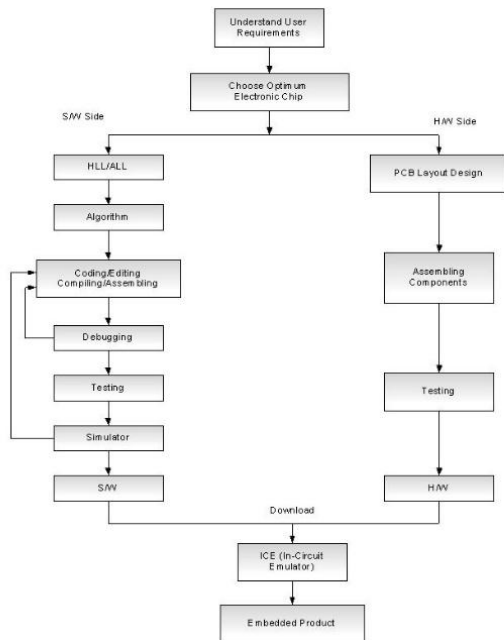 Understand User
Requirements
Choose Optimum
Electronic Chip
S/W Side
H/W Side
HLL/ALL
PCB Layout Design
Algorithm
Coding/Editing
Compiling/Assembling
Assembling
Components
Debugging
Testing
Testing
Simulator
S/W
H/W
Download
ICE (In-Circuit
Emulator)
Embedded Product